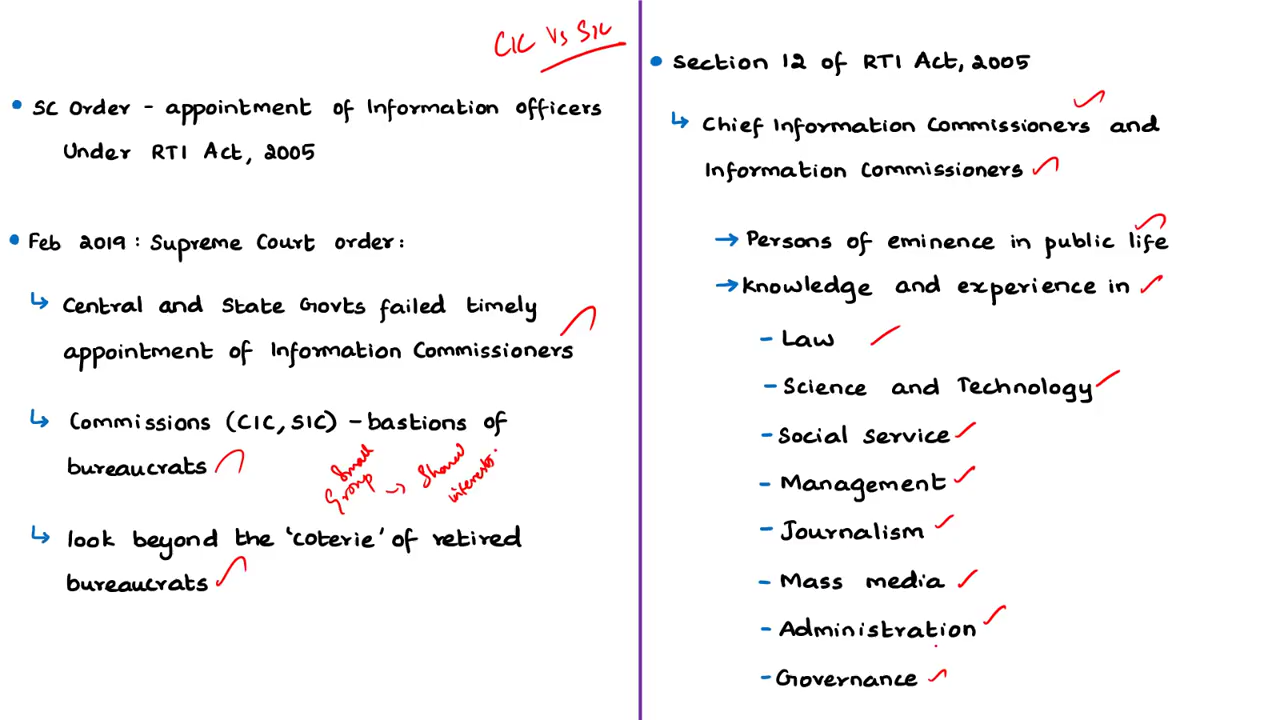 CIC Vs SIC
• SC Order - appointment of Information officers
Under RTI Act, 2005
• Feb 2019 : Supreme Court order :
↳ Central and State Govts failed timely
appointment of Information Commissioners
↳ Commissions (CIC, SIC) - bastions of
bureaucrats
Small
Group → Shared
interests.
↳ look beyond the 'coterie' of retired
bureaucrats
• Section 12 of RTI Act, 2005
↳ Chief Information Commissioners and
Information Commissioners
→ Persons of eminence in public life
→ Knowledge and experience in
- Law
- Science and Technology
- Social service
- Management
- Journalism
- Mass media
- Administration
- Governance